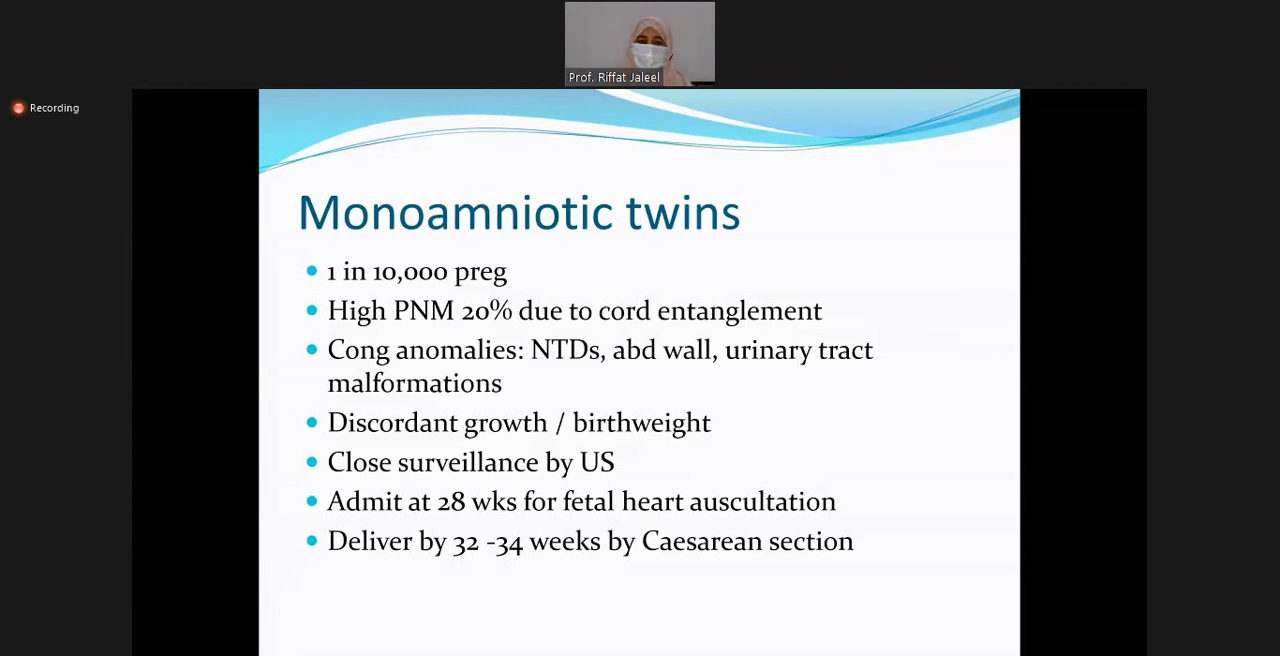 Prof. Riffat Jaleel
Recording
Monoamniotic twins
1 in 10,000 preg
High PNM 20% due to cord entanglement
Cong anomalies: NTDs, abd wall, urinary tract
malformations
Discordant growth / birthweight
Close surveillance by US
Admit at 28 wks for fetal heart auscultation
Deliver by 32 -34 weeks by Caesarean section